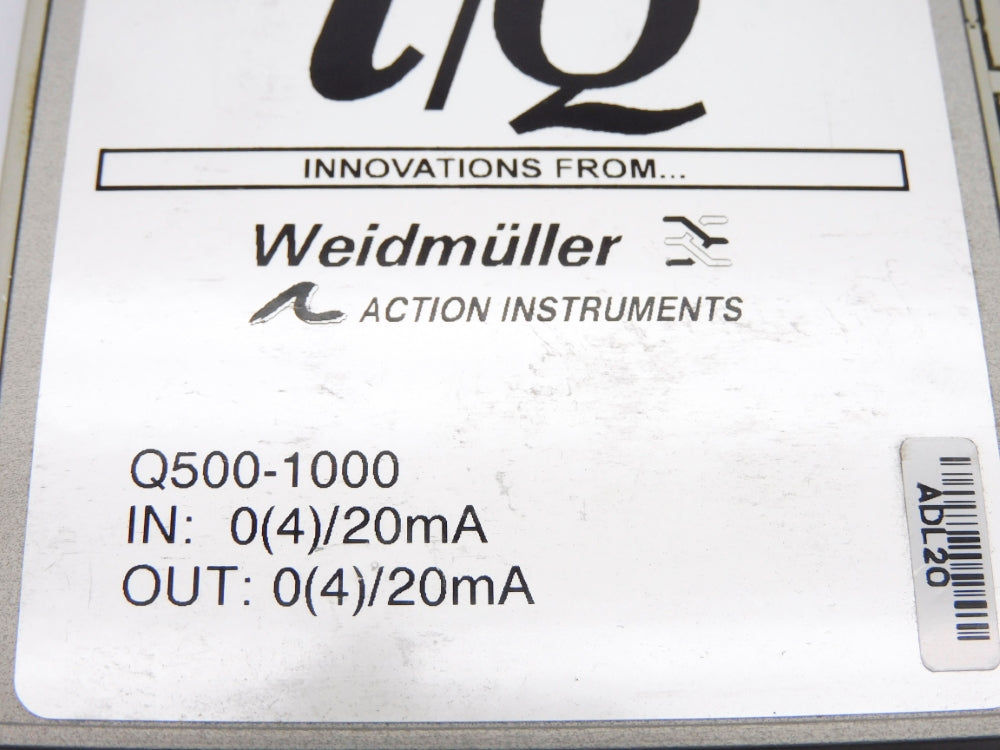 I/Q
INNOVATIONS FROM...
Weidmüller
ACTION INSTRUMENTS
Q500-1000
IN: 0(4)/20mA
OUT: 0(4)/20mA
ADL20